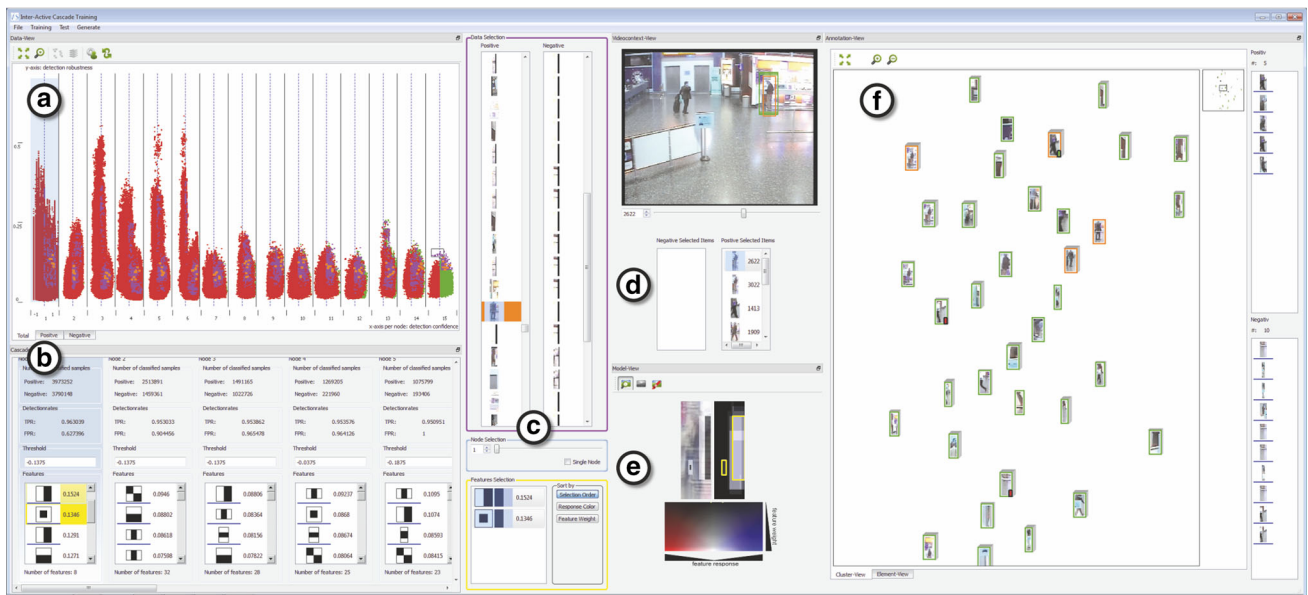 Inter-Active Cascade Training
File Training Test Generate
Data-View
y-axis: detection robustness
a
0.25
0
-1 1 1 2 3 4 5 6 7 8 9 10 11 12 13 14 15
x-axis per node: detection confidence
Total Positive Negative
b
Node 2 Node 3 Node 4 Node 5
Number of classified samples Number of classified samples Number of classified samples Number of classified samples
Positive: 3973252 Positive: 2513891 Positive: 1491165 Positive: 1269205 Positive: 1075799
Negative: 3790148 Negative: 1459361 Negative: 1022726 Negative: 221960 Negative: 193406
Detectionrates Detectionrates Detectionrates Detectionrates Detectionrates
TPR: 0.963039 TPR: 0.953033 TPR: 0.953862 TPR: 0.953576 TPR: 0.950951
FPR: 0.627396 FPR: 0.904456 FPR: 0.965478 FPR: 0.964126 FPR: 1
Threshold Threshold Threshold Threshold Threshold
-0.1375 -0.1375 -0.1375 -0.0375 -0.1875
Features Features Features Features Features
0.1524 0.0946 0.08806 0.09237 0.1095
0.1346 0.08802 0.08364 0.0868 0.1074
0.1291 0.08618 0.08156 0.08674 0.08593
0.1271 0.07598 0.07822 0.08064 0.08415
Number of features: 8 Number of features: 32 Number of features: 28 Number of features: 25 Number of features: 23
Data Selection
Positive Negative
c
Node Selection
1
Single Node
Features Selection
0.1524
0.1346
Sort by
Selection Order
Response Color
Feature Weight
Videocontext-View
2622
d
Negative Selected Items Positive Selected Items
2622
3022
1413
1909
Model-View
e
feature weight
feature response
Annotation-View
f
Cluster-View Element-View
Positiv
#: 5
Negativ
#: 10